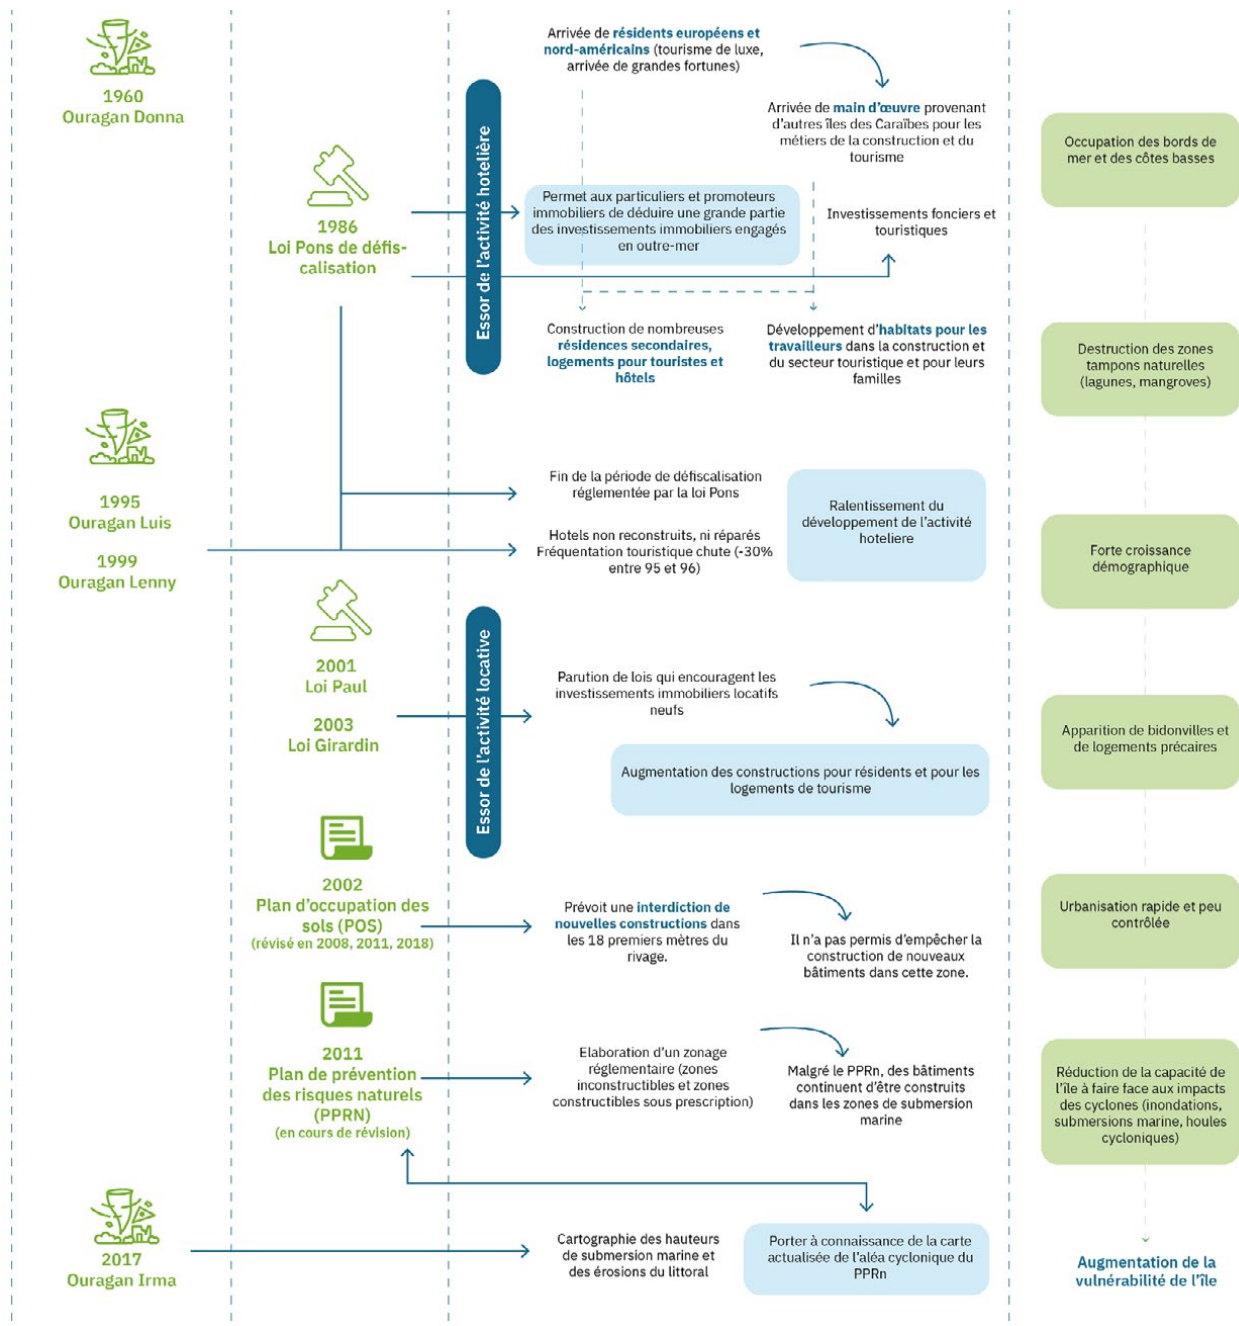 1960
Ouragan Donna
1986
Loi Pons de défis-
calisation
Essor de l'activité hotelière
Arrivée de résidents européens et
nord-américains (tourisme de luxe,
arrivée de grandes fortunes)
Arrivée de main d'œuvre provenant
d'autres îles des Caraïbes pour les
métiers de la construction et du
tourisme
Permet aux particuliers et promoteurs
immobiliers de déduire une grande partie
des investissements immobiliers engagés
en outre-mer
Investissements fonciers et
touristiques
Construction de nombreuses
résidences secondaires,
logements pour touristes et
hôtels
Développement d'habitats pour les
travailleurs dans la construction et
du secteur touristique et pour leurs
familles
1995
Ouragan Luis
1999
Ouragan Lenny
Fin de la période de défiscalisation
réglementée par la loi Pons
Hotels non reconstruits, ni réparés
Fréquentation touristique chute (-30%
entre 95 et 96)
Ralentissement du
développement de l'activité
hoteliere
2001
Loi Paul
2003
Loi Girardin
Essor de l'activité locative
Parution de lois qui encouragent les
investissements immobiliers locatifs
neufs
Augmentation des constructions pour résidents et pour les
logements de tourisme
2002
Plan d'occupation des
sols (POS)
(révisé en 2008, 2011, 2018)
Prévoit une interdiction de
nouvelles constructions dans
les 18 premiers mètres du
rivage.
Il n'a pas permis d'empêcher la
construction de nouveaux
bâtiments dans cette zone.
2011
Plan de prévention
des risques naturels
(PPRN)
(en cours de révision)
Elaboration d'un zonage
réglementaire (zones
inconstructibles et zones
constructibles sous prescription)
Malgré le PPRn, des bâtiments
continuent d'être construits
dans les zones de submersion
marine
2017
Ouragan Irma
Cartographie des hauteurs
de submersion marine et
des érosions du littoral
Porter à connaissance de la carte
actualisée de l'aléa cyclonique du
PPRn
Occupation des bords de
mer et des côtes basses
Destruction des zones
tampons naturelles
(lagunes, mangroves)
Forte croissance
démographique
Apparition de bidonvilles et
de logements précaires
Urbanisation rapide et peu
contrôlée
Réduction de la capacité de
l'île à faire face aux impacts
des cyclones (inondations,
submersions marine, houles
cycloniques)
Augmentation de la
vulnérabilité de l'île